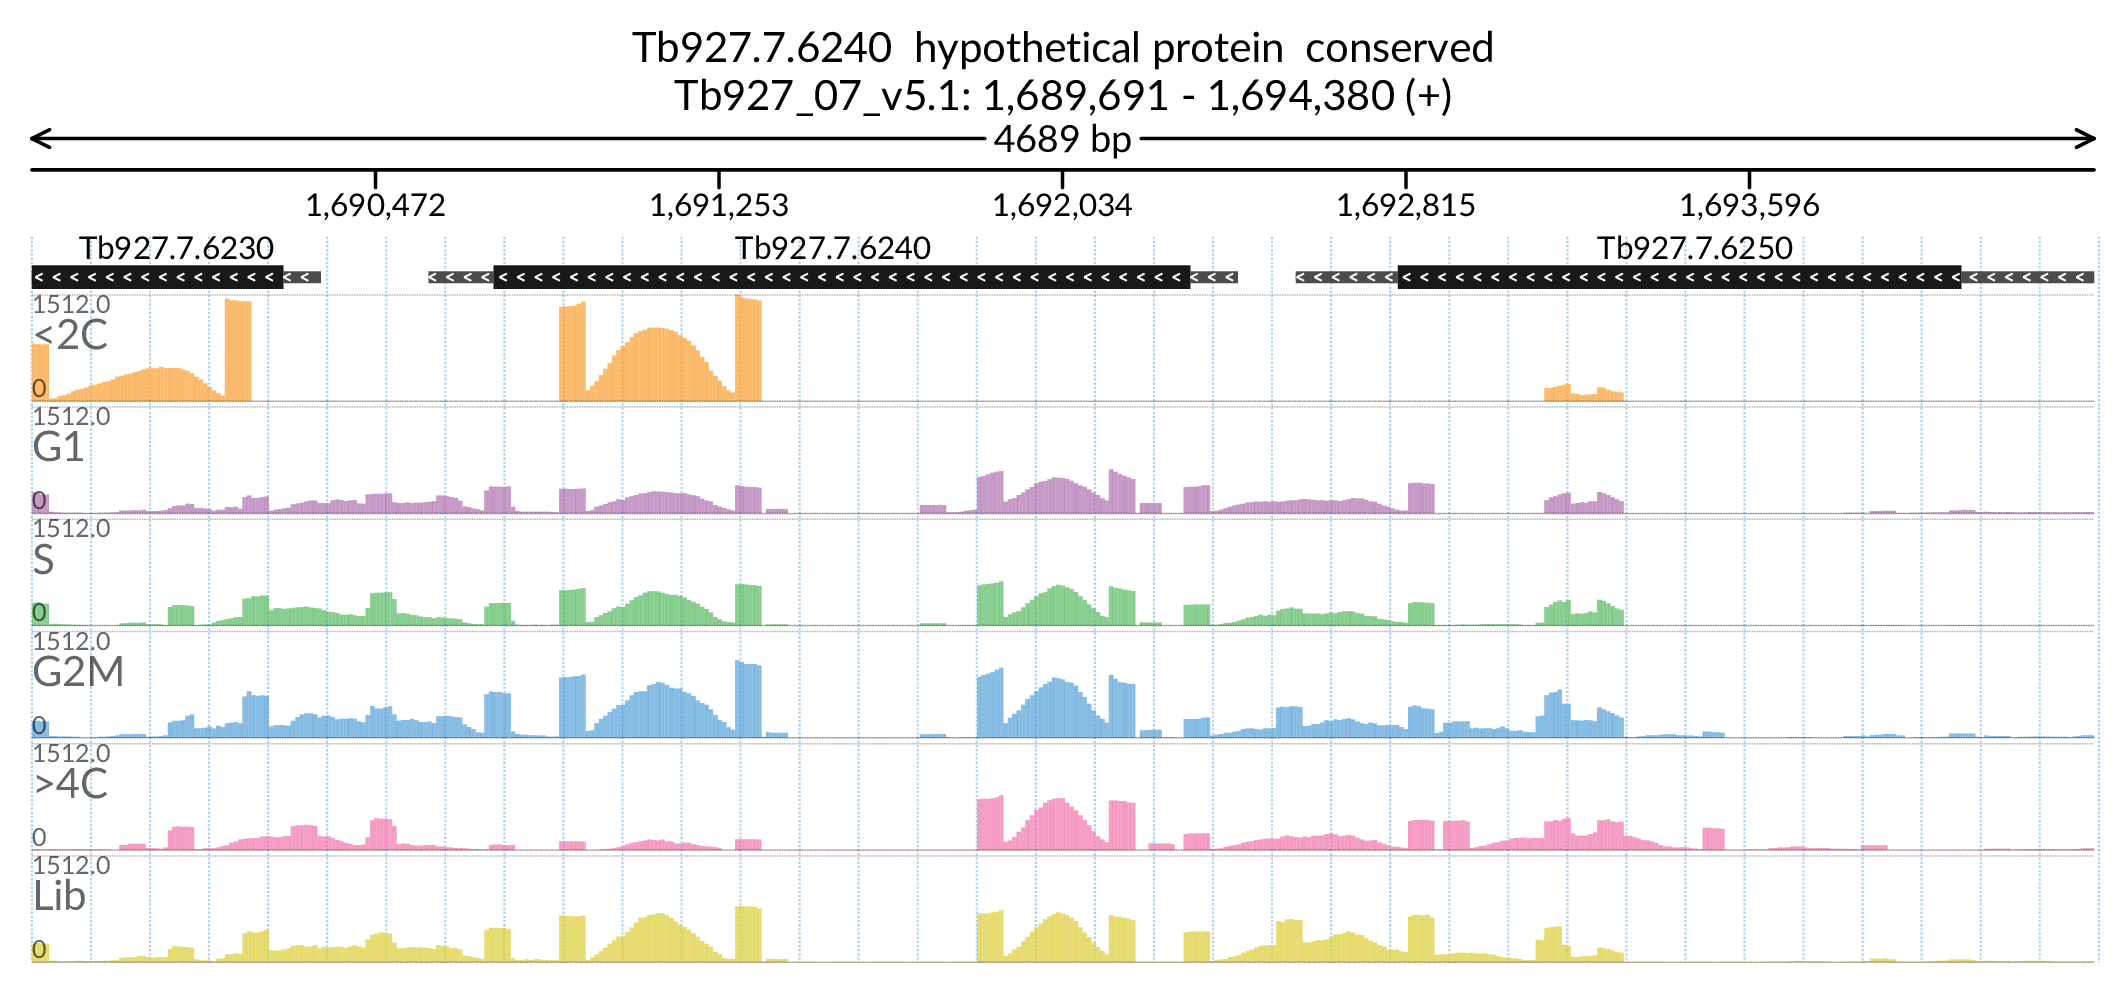 Tb927.7.6240 hypothetical protein conserved
Tb927_07_v5.1: 1,689,691 - 1,694,380 (+)
4689 bp
1,690,472 1,691,253 1,692,034 1,692,815 1,693,596
Tb927.7.6230 Tb927.7.6240 Tb927.7.6250
1512.0
<2C
0
1512.0
G1
0
1512.0
S
0
1512.0
G2M
0
1512.0
>4C
0
1512.0
Lib
0